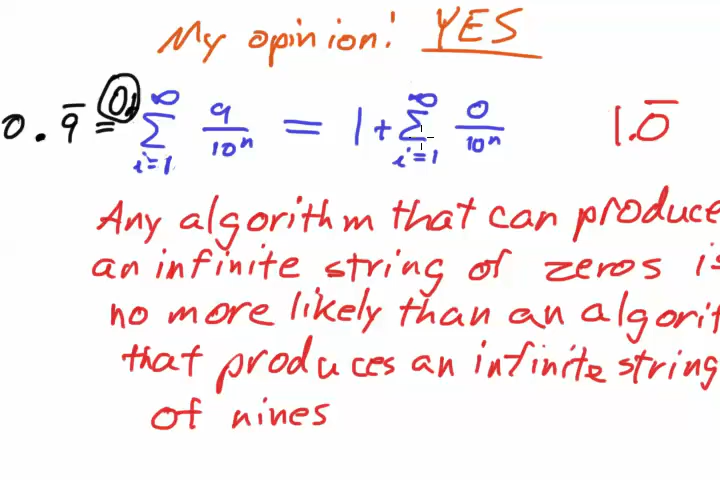 My opinion: YES
0.9̅ = 0. ∞ Σ i=1 9/10ⁿ = 1 + ∞ Σ i=1 0/10ⁿ 1.0̅
Any algorithm that can produce
an infinite string of zeros is
no more likely than an algorit
that produces an infinite string
of nines